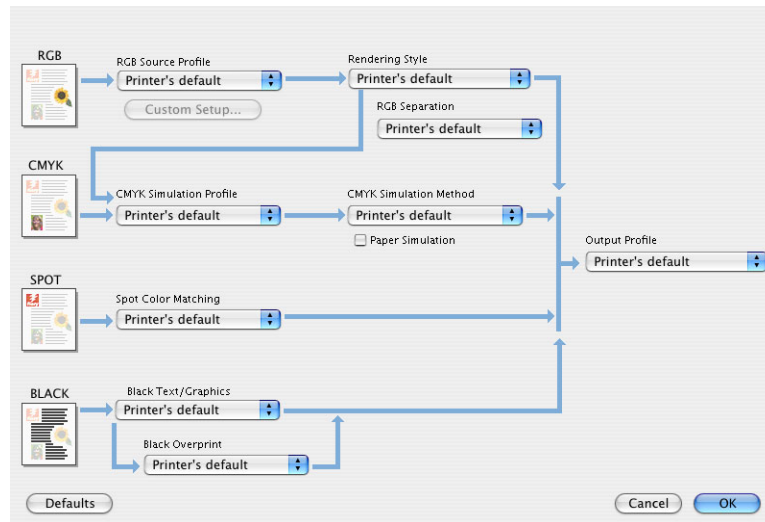 RGB
RGB Source Profile
Printer's default
Custom Setup...
Rendering Style
Printer's default
RGB Separation
Printer's default
CMYK
CMYK Simulation Profile
Printer's default
CMYK Simulation Method
Printer's default
Paper Simulation
Output Profile
Printer's default
SPOT
Spot Color Matching
Printer's default
BLACK
Black Text/Graphics
Printer's default
Black Overprint
Printer's default
Defaults
Cancel
OK